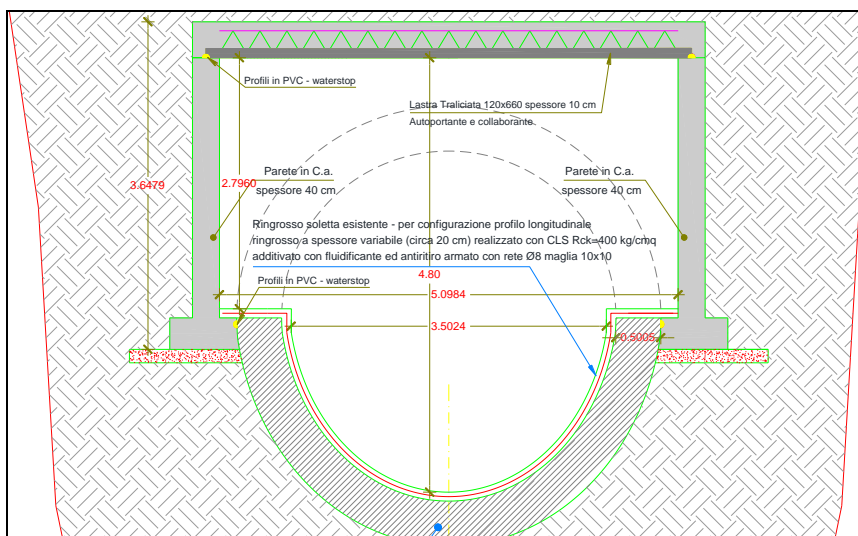 Profili in PVC - waterstop
Lastra Traliciata 120x660 spessore 10 cm
Autoportante e collaborante
Parete in C.a.
spessore 40 cm
Parete in C.a.
spessore 40 cm
3.6479
2.7960
Ringrosso soletta esistente - per configurazione profilo longitudinale
ringrosso a spessore variabile (circa 20 cm) realizzato con CLS Rck=400 kg/cmq
additivato con fluidificante ed antiritiro armato con rete Ø8 maglia 10x10
4.80
Profili in PVC - waterstop
5.0984
3.5024
0.5005